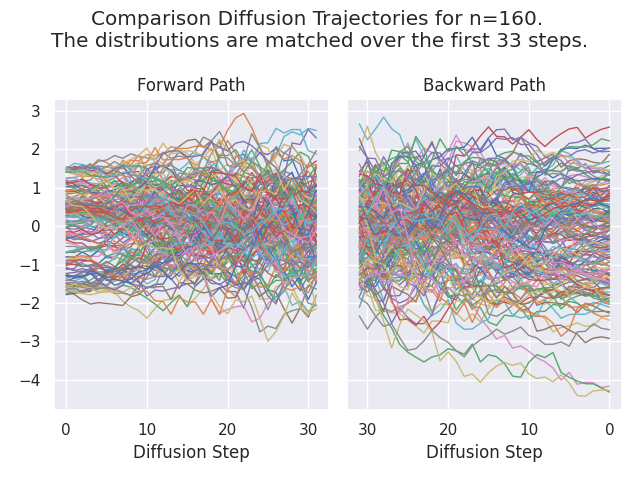 Comparison Diffusion Trajectories for n=160.
The distributions are matched over the first 33 steps.
Forward Path
Backward Path
3
2
1
0
−1
−2
−3
−4
0 10 20 30
30 20 10 0
Diffusion Step
Diffusion Step